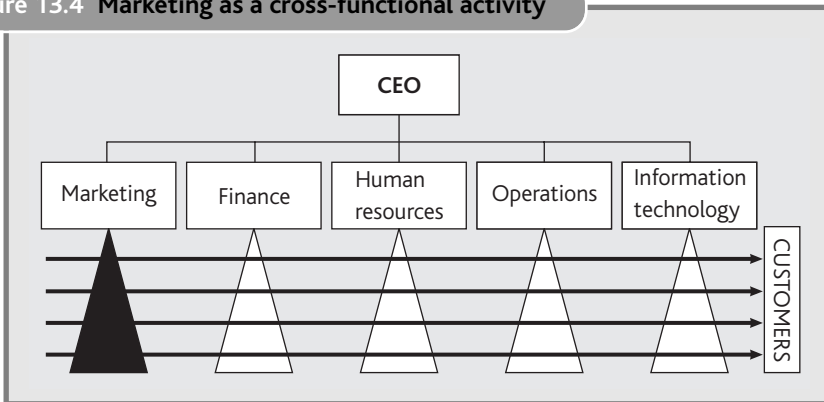 ure 13.4 Marketing as a cross-functional activity
CEO
Marketing
Finance
Human
resources
Operations
Information
technology
CUSTOMERS